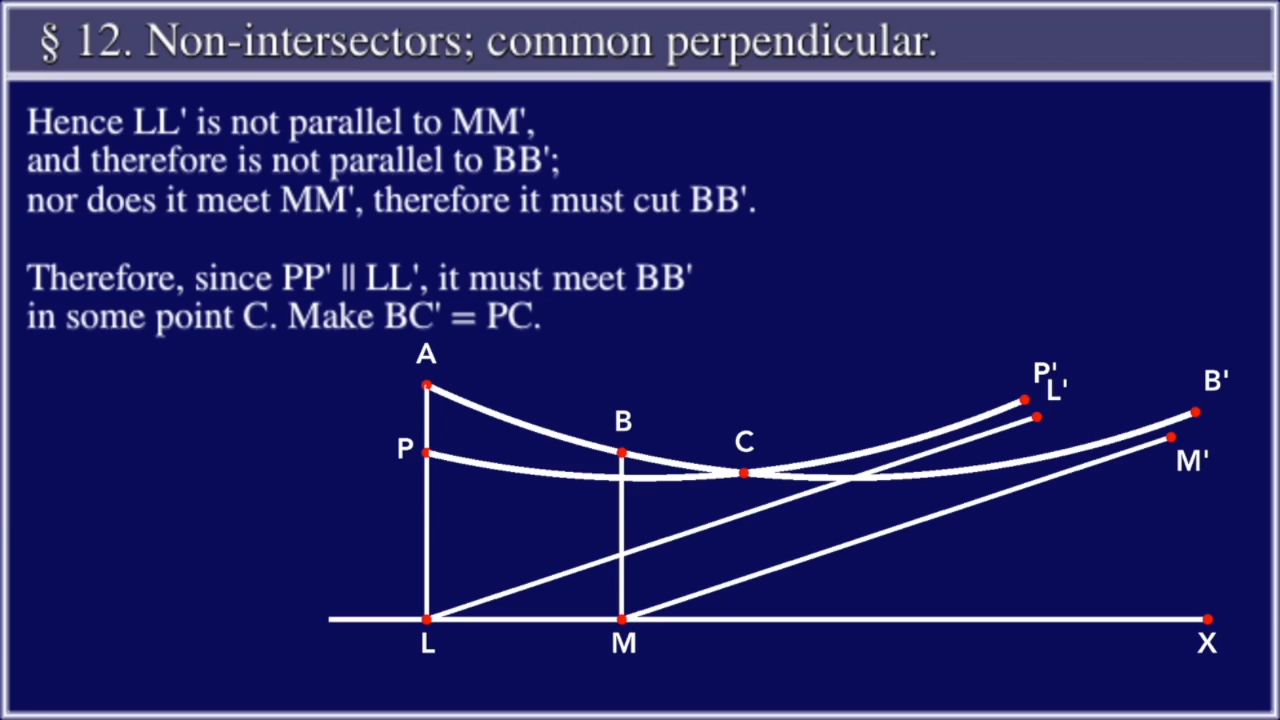 § 12. Non-intersectors; common perpendicular.
Hence LL' is not parallel to MM',
and therefore is not parallel to BB';
nor does it meet MM', therefore it must cut BB'.
Therefore, since PP' || LL', it must meet BB'
in some point C. Make BC' = PC.
A
P'
L'
B'
B
C
P
M'
L
M
X